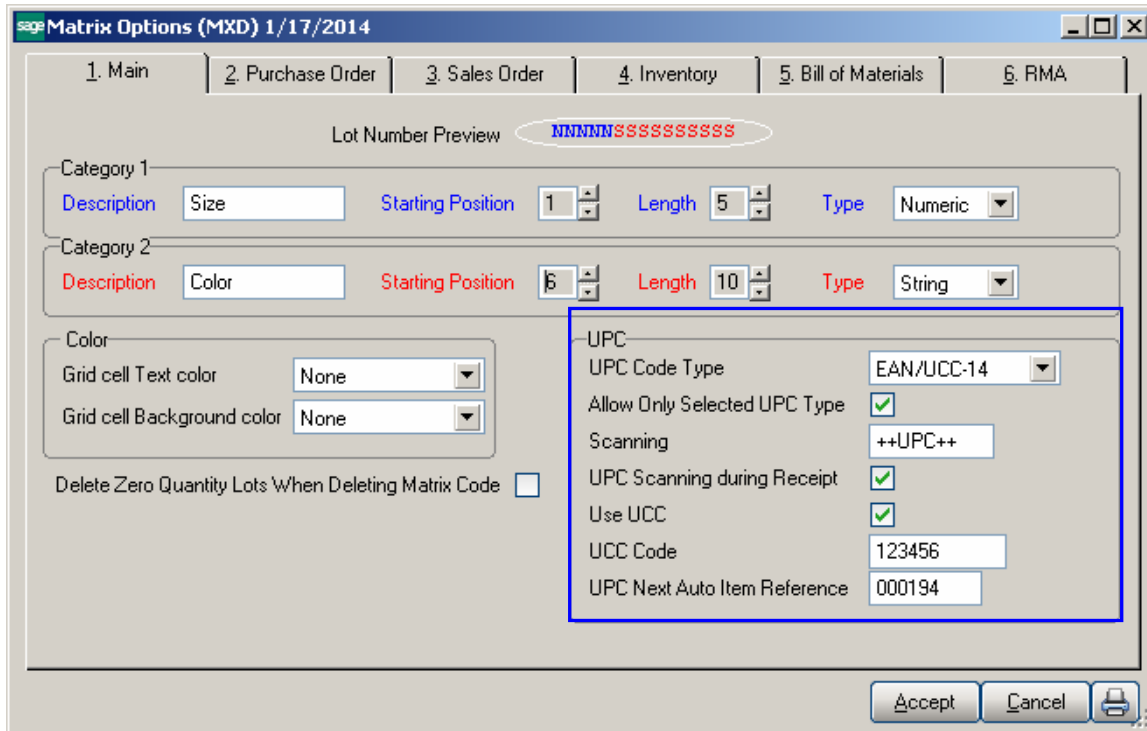 sage Matrix Options (MXD) 1/17/2014
1. Main 2. Purchase Order 3. Sales Order 4. Inventory 5. Bill of Materials 6. RMA
Lot Number Preview NNNNNSSSSSSSSSS
Category 1
Description Size Starting Position 1 Length 5 Type Numeric
Category 2
Description Color Starting Position 6 Length 10 Type String
Color
Grid cell Text color None
Grid cell Background color None
Delete Zero Quantity Lots When Deleting Matrix Code
UPC
UPC Code Type EAN/UCC-14
Allow Only Selected UPC Type
Scanning ++UPC++
UPC Scanning during Receipt
Use UCC
UCC Code 123456
UPC Next Auto Item Reference 000194
Accept Cancel